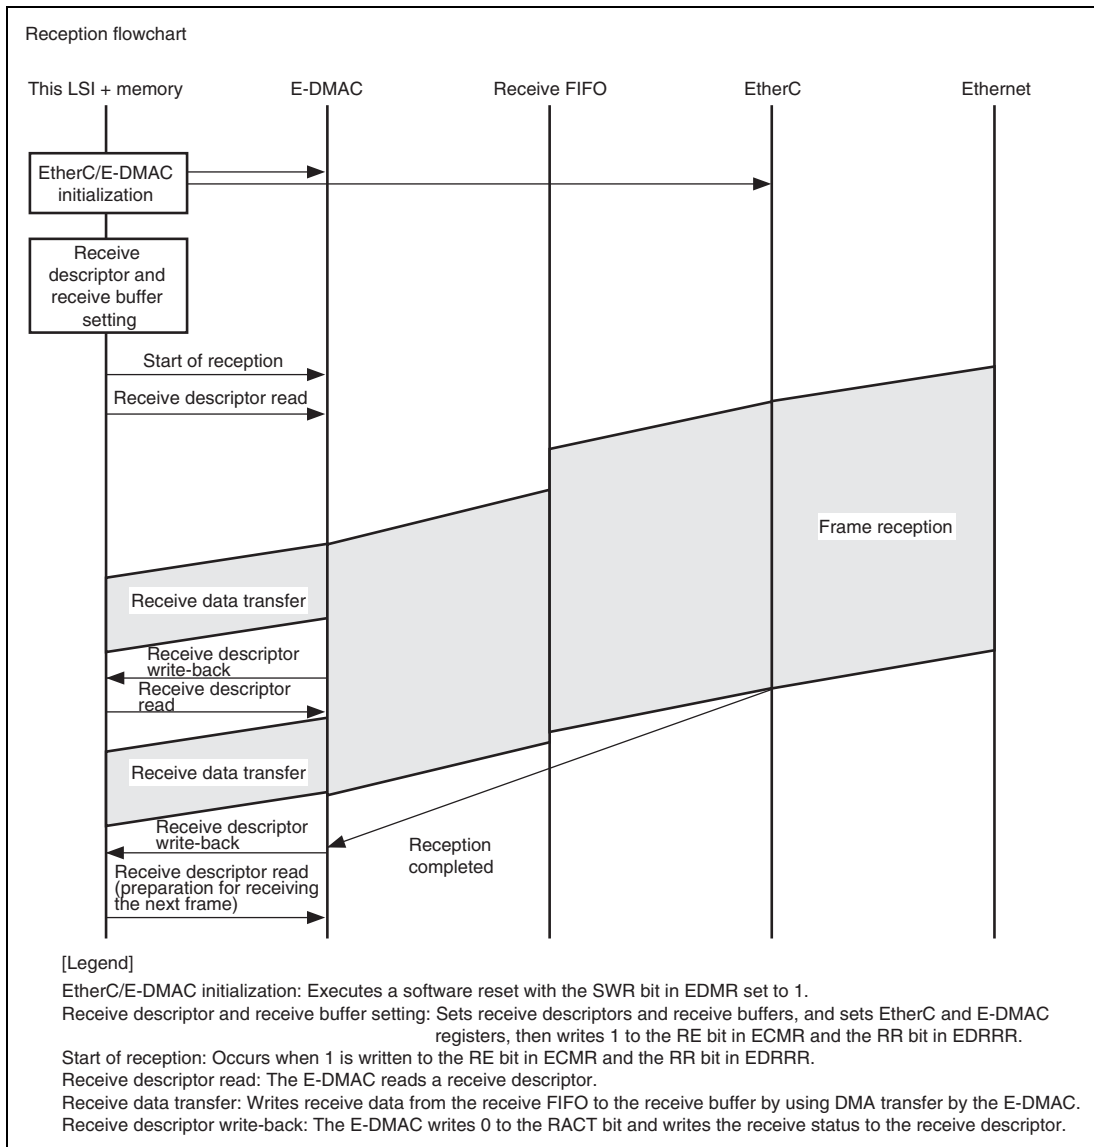 Reception flowchart
This LSI + memory
E-DMAC
Receive FIFO
EtherC
Ethernet
EtherC/E-DMAC
initialization
Receive
descriptor and
receive buffer
setting
Start of reception
Receive descriptor read
Frame reception
Receive data transfer
Receive descriptor
write-back
Receive descriptor
read
Receive data transfer
Receive descriptor
write-back
Reception
completed
Receive descriptor read
(preparation for receiving
the next frame)
[Legend]
EtherC/E-DMAC initialization: Executes a software reset with the SWR bit in EDMR set to 1.
Receive descriptor and receive buffer setting: Sets receive descriptors and receive buffers, and sets EtherC and E-DMAC
registers, then writes 1 to the RE bit in ECMR and the RR bit in EDRRR.
Start of reception: Occurs when 1 is written to the RE bit in ECMR and the RR bit in EDRRR.
Receive descriptor read: The E-DMAC reads a receive descriptor.
Receive data transfer: Writes receive data from the receive FIFO to the receive buffer by using DMA transfer by the E-DMAC.
Receive descriptor write-back: The E-DMAC writes 0 to the RACT bit and writes the receive status to the receive descriptor.